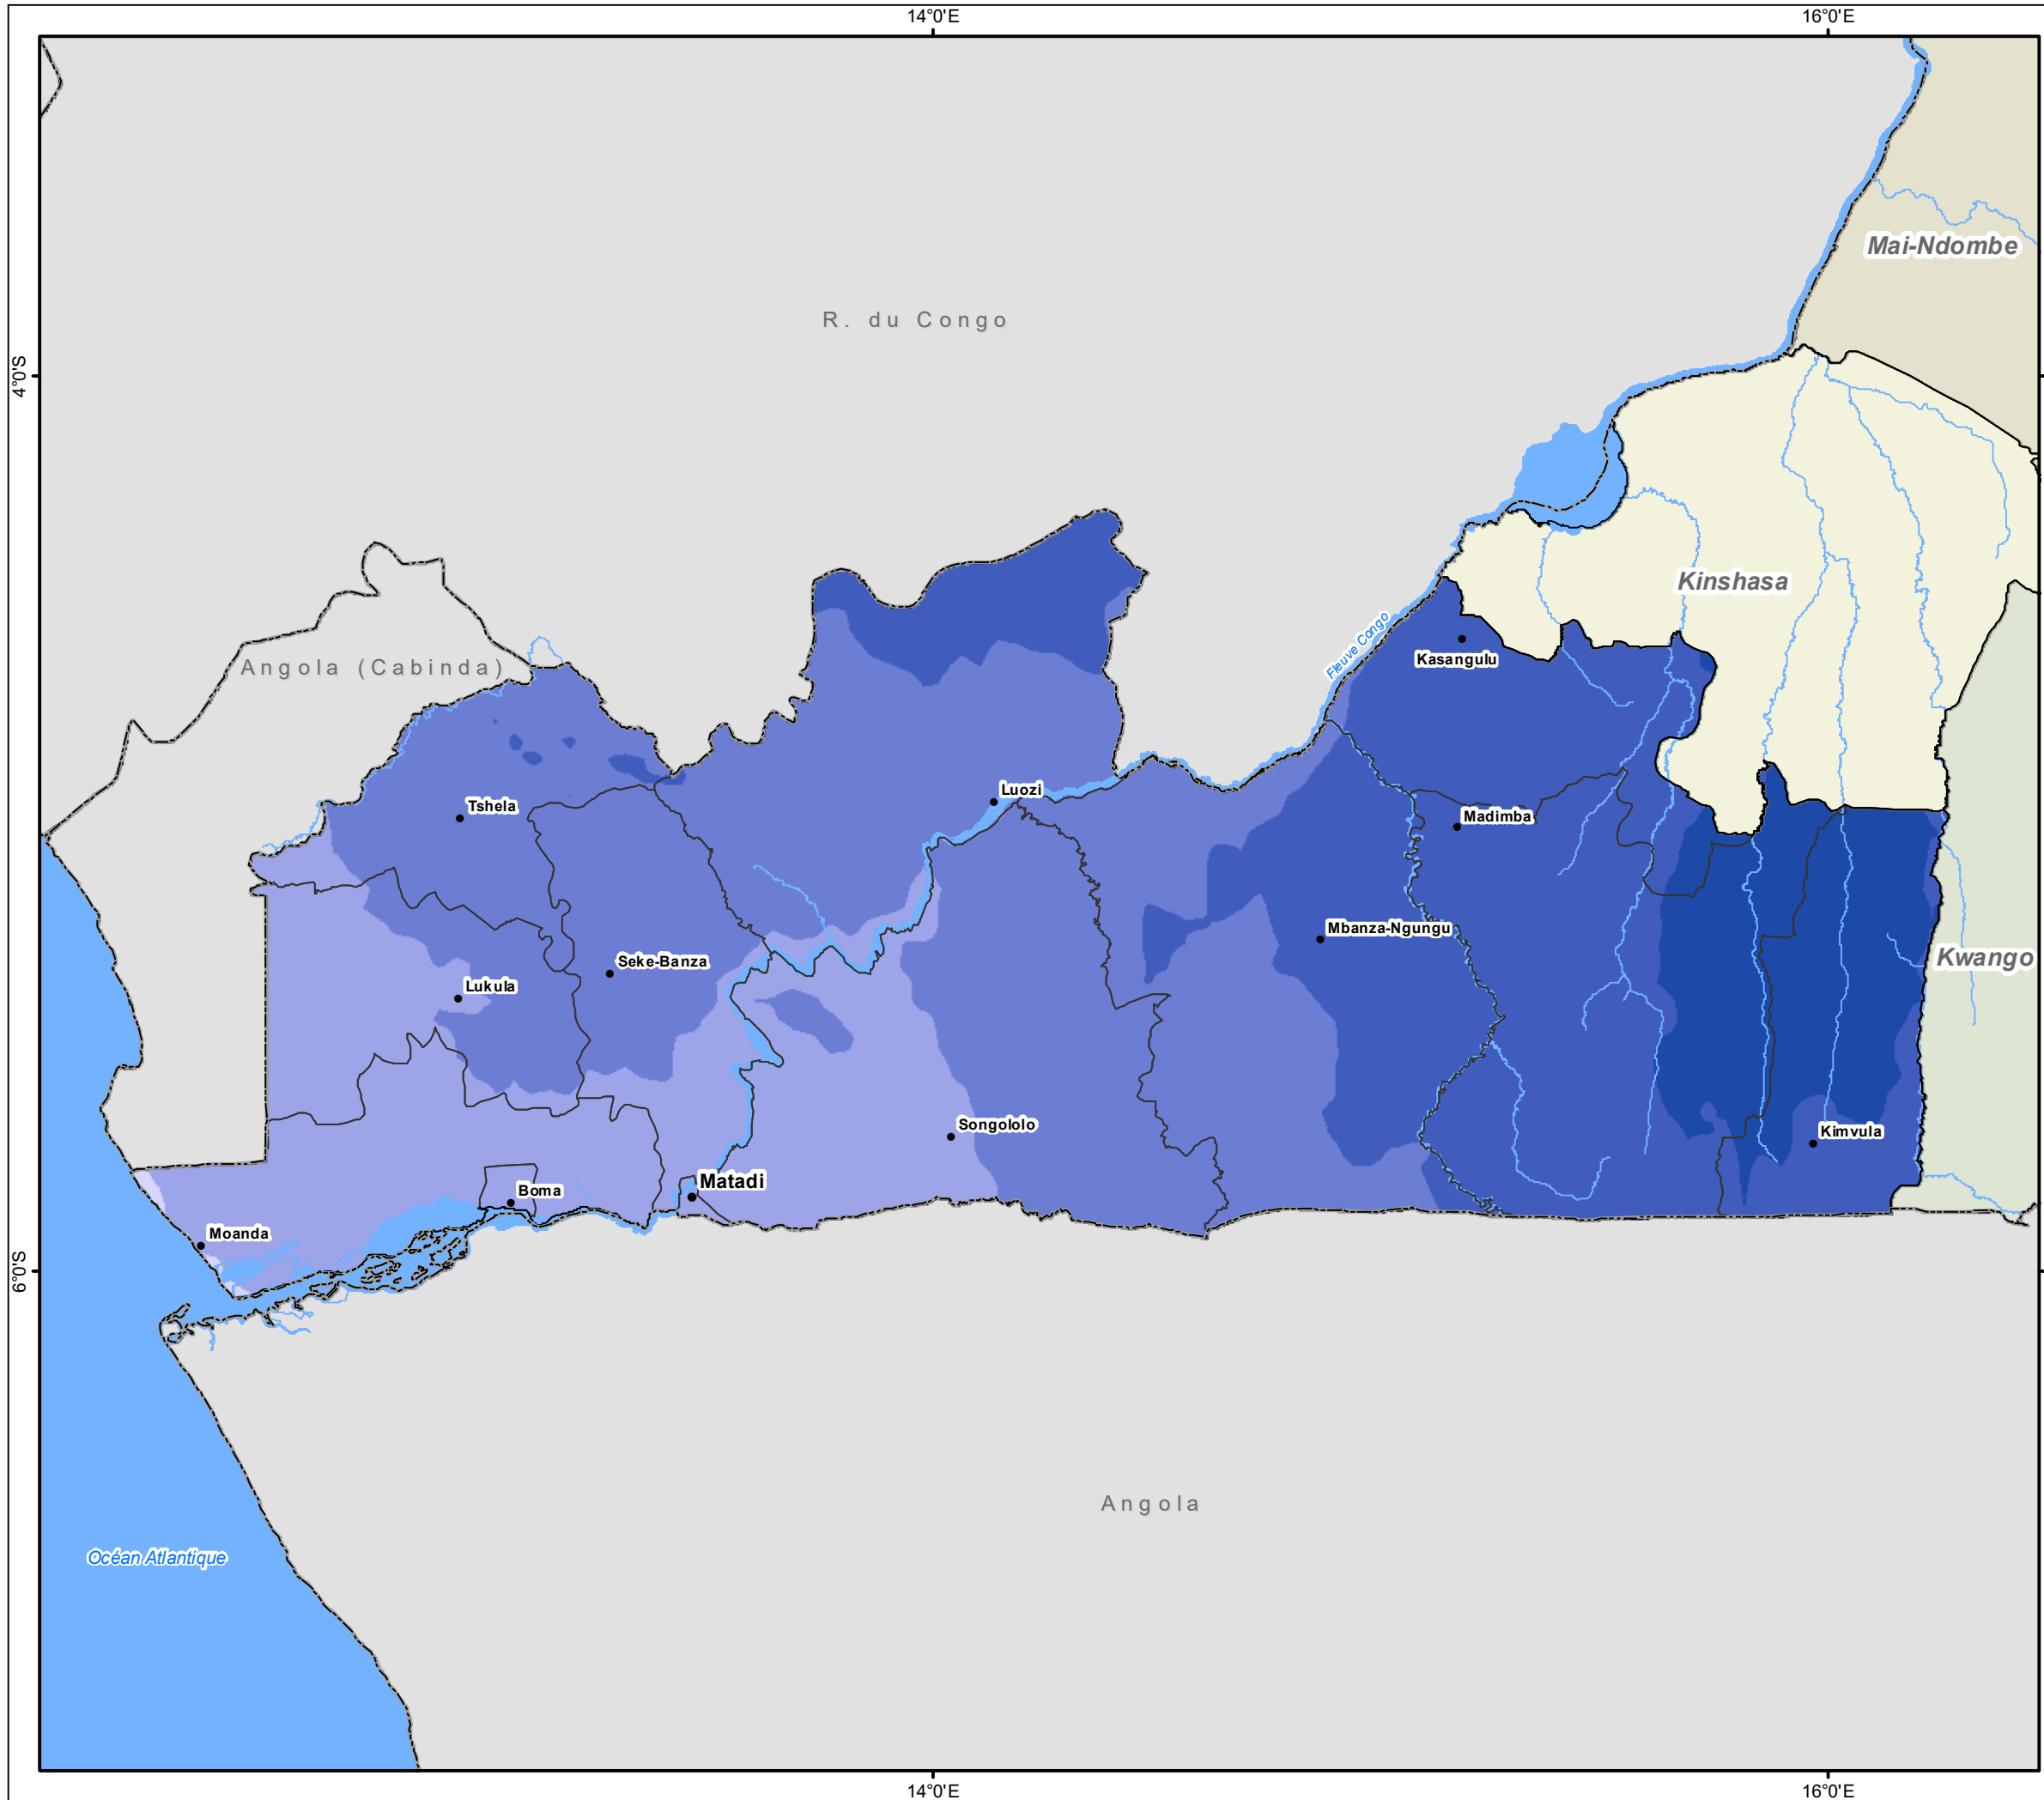 14°0'E
16°0'E
Mai-Ndombe
R. du Congo
4°0'S
Kinshasa
Fleuve Congo
Kasangulu
Angola (Cabinda)
Luozi
Tshela
Madimba
Mbanza-Ngungu
Kwango
Seke-Banza
Lukula
Songololo
Kimvula
Matadi
Boma
Moanda
6°0'S
Angola
Océan Atlantique
14°0'E
16°0'E